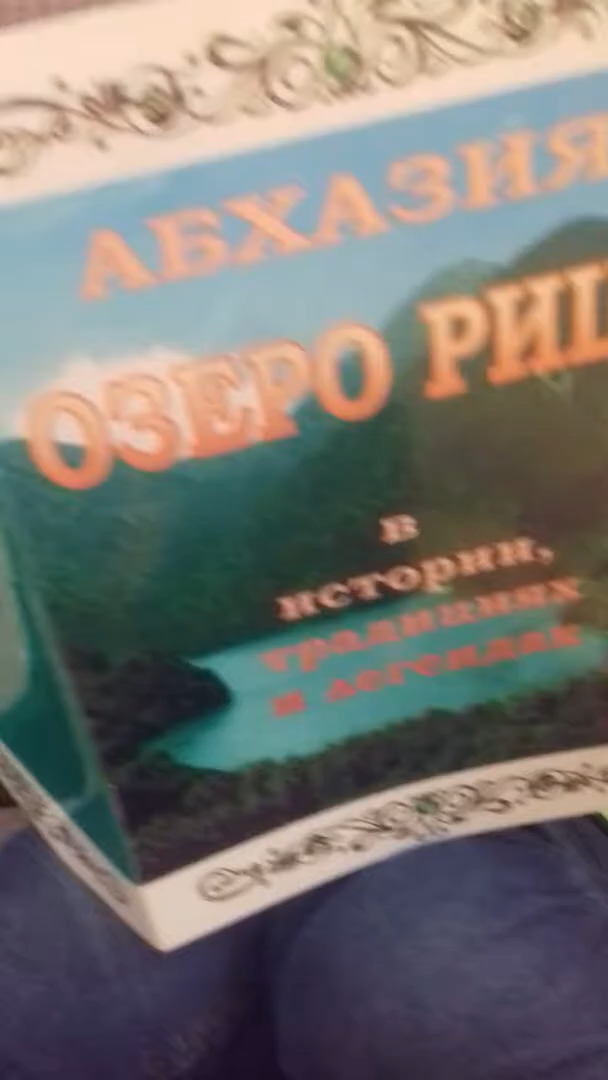 АБХАЗИЯ
ОЗЕРО РИЦ
в
истории,
традициях
и легендах